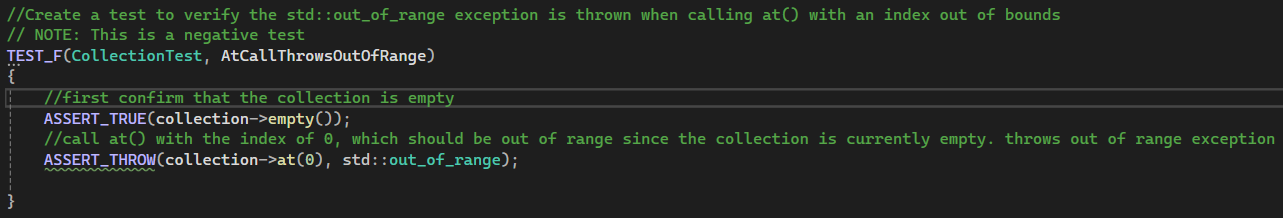 //Create a test to verify the std::out_of_range exception is thrown when calling at() with an index out of bounds
// NOTE: This is a negative test
TEST_F(CollectionTest, AtCallThrowsOutOfRange)
{
    //first confirm that the collection is empty
    ASSERT_TRUE(collection->empty());
    //call at() with the index of 0, which should be out of range since the collection is currently empty. throws out of range exception
    ASSERT_THROW(collection->at(0), std::out_of_range);
}